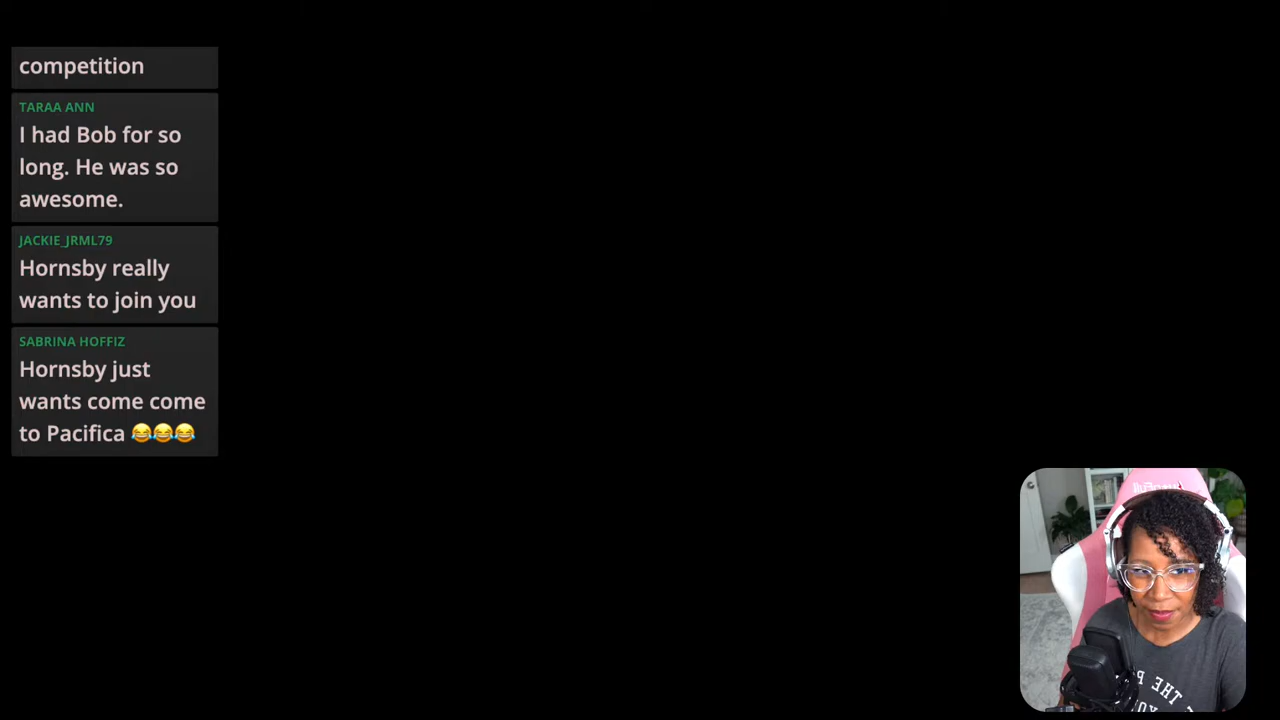 competition
TARAA ANN
I had Bob for so
long. He was so
awesome.
JACKIE_JRML79
Hornsby really
wants to join you
SABRINA HOFFIZ
Hornsby just
wants come come
to Pacifica 😂😂😂